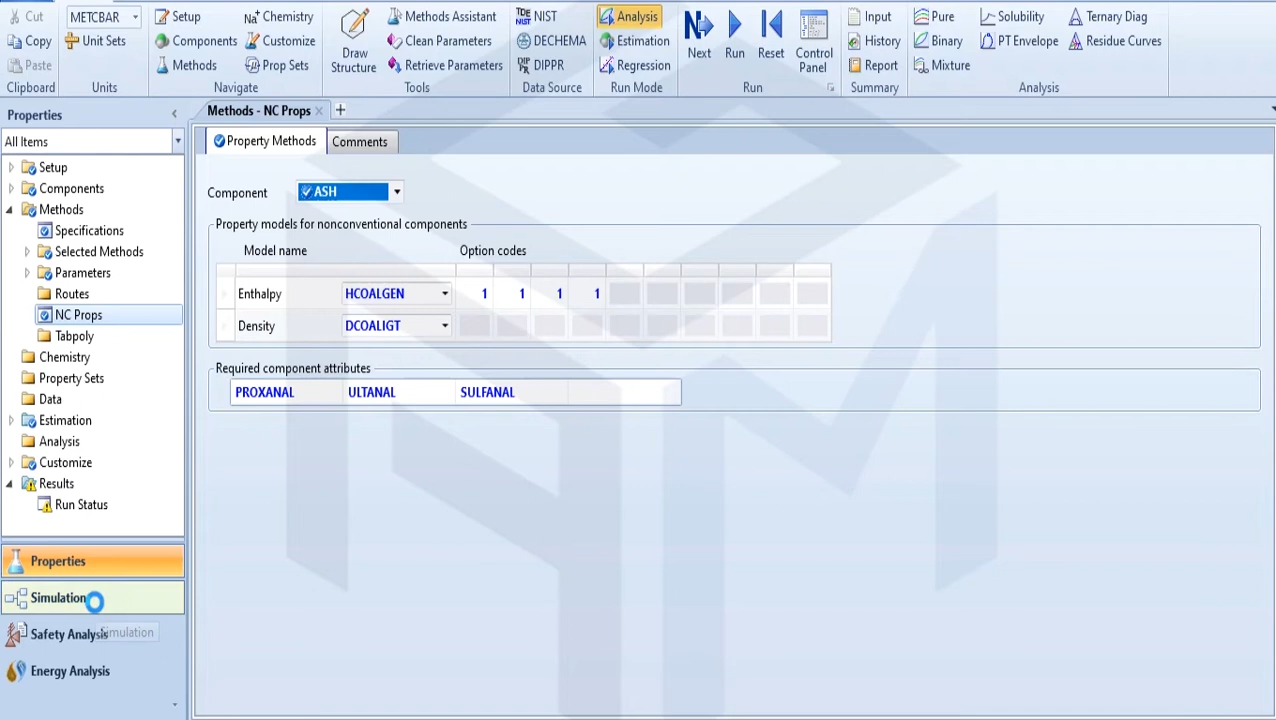 Cut METCBAR Setup Chemistry Methods Assistant NIST Analysis Input Pure Solubility Ternary Diag
Copy Unit Sets Components Customize Clean Parameters DECHEMA Estimation History Binary PT Envelope Residue Curves
Paste Methods Prop Sets Draw Structure Retrieve Parameters DIPPR Regression Next Run Reset Control Panel Report Mixture
Clipboard Units Navigate Tools Data Source Run Mode Run Summary Analysis
Properties
All Items
Setup
Components
Methods
Specifications
Selected Methods
Parameters
Routes
NC Props
Tabpoly
Chemistry
Property Sets
Data
Estimation
Analysis
Customize
Results
Run Status
Properties
Simulation
Simulation
Safety Analysis
Energy Analysis
Methods - NC Props × +
Property Methods Comments
Component ASH
Property models for nonconventional components
Model name Option codes
Enthalpy HCOALGEN 1 1 1 1
Density DCOALIGT
Required component attributes
PROXANAL ULTANAL SULFANAL